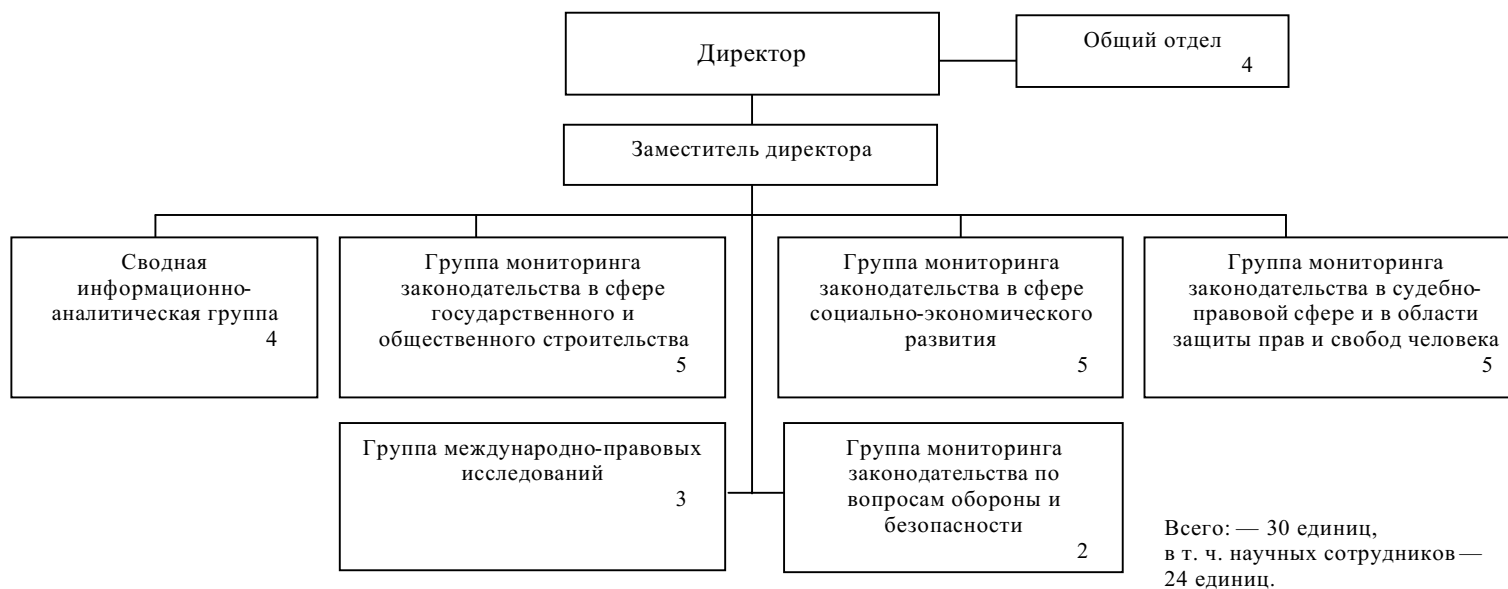 Директор
Общий отдел
4
Заместитель директора
Сводная
информационно-
аналитическая группа
4
Группа мониторинга
законодательства в сфере
государственного и
общественного строительства
5
Группа мониторинга
законодательства в сфере
социально-экономического
развития
5
Группа мониторинга
законодательства в судебно-
правовой сфере и в области
защиты прав и свобод человека
5
Группа международно-правовых
исследований
3
Группа мониторинга
законодательства по
вопросам обороны и
безопасности
2
Всего: — 30 единиц,
в т. ч. научных сотрудников —
24 единиц.